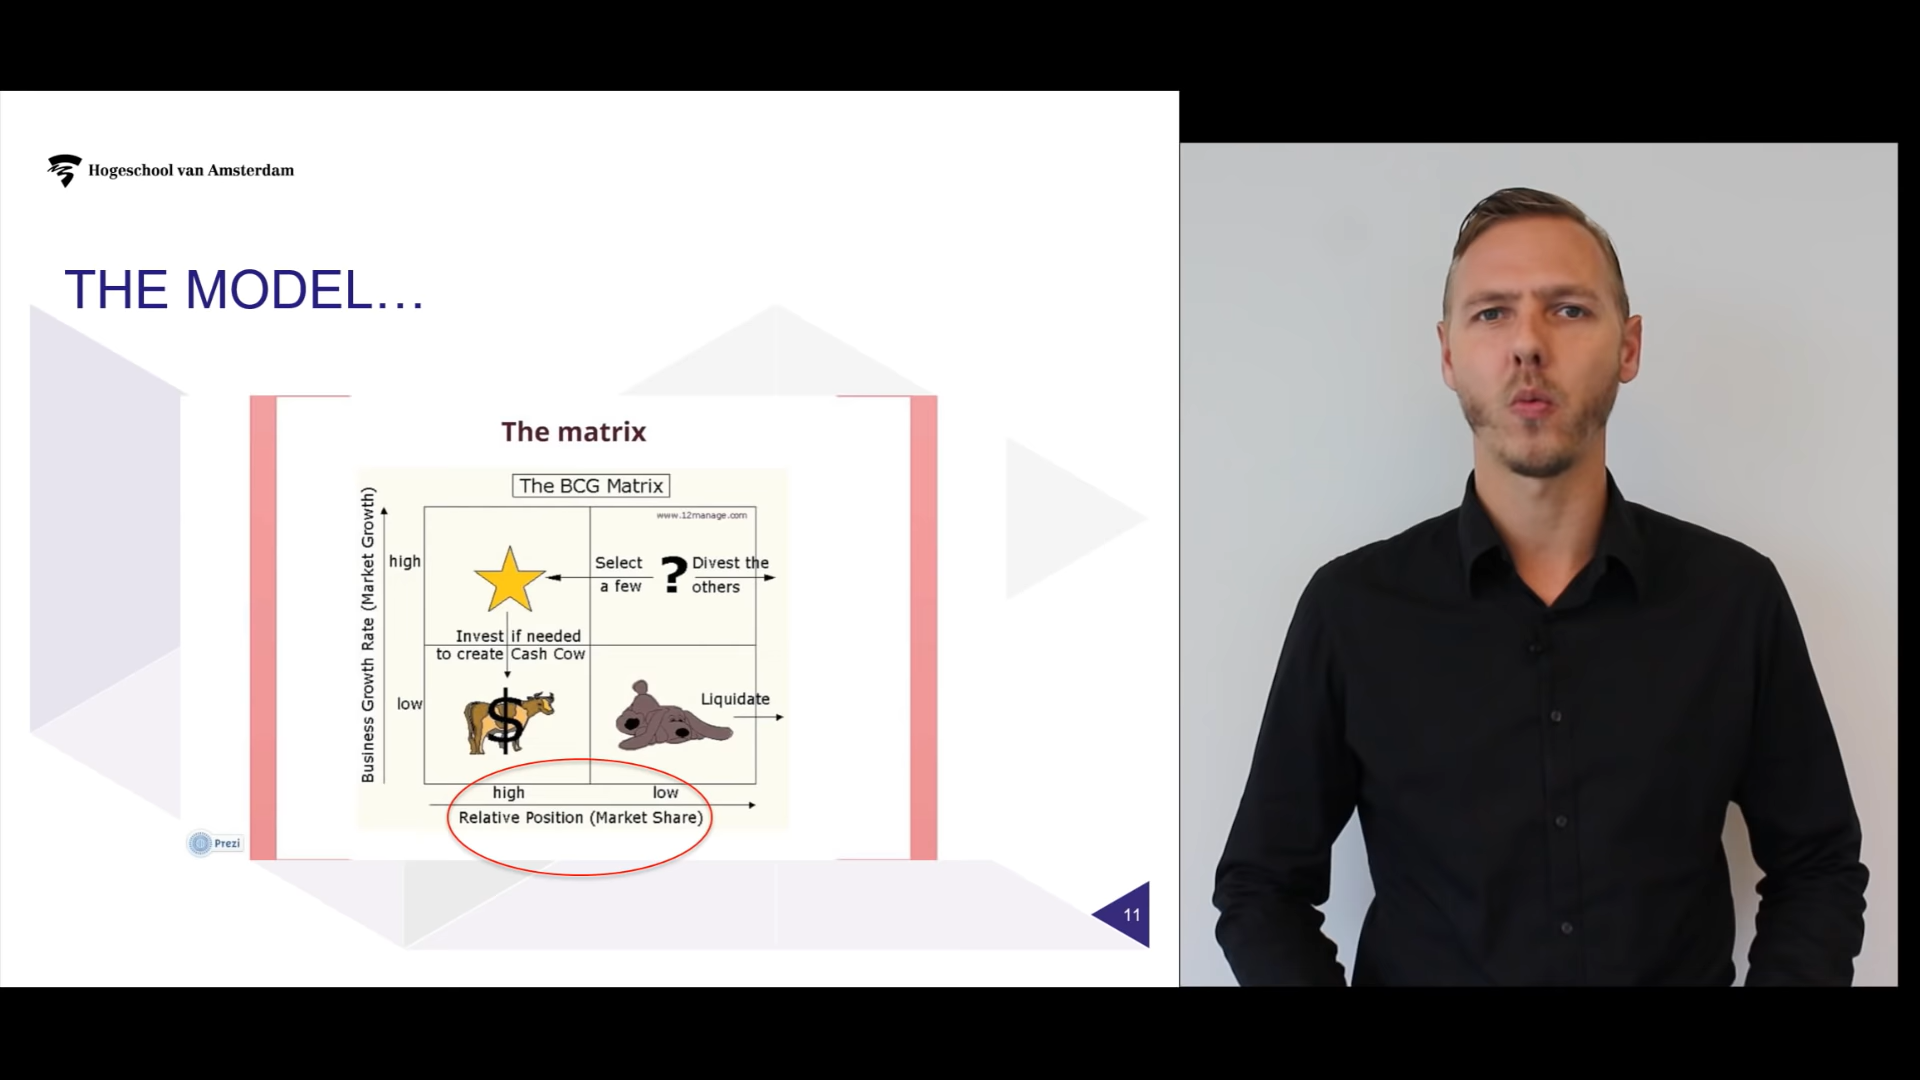 Hogeschool van Amsterdam
THE MODEL…
The matrix
The BCG Matrix
www.12manage.com
Business Growth Rate (Market Growth)
high
Select
a few
?
Divest the
others
Invest if needed
to create Cash Cow
low
$
Liquidate
high
low
Relative Position (Market Share)
Prezi
11